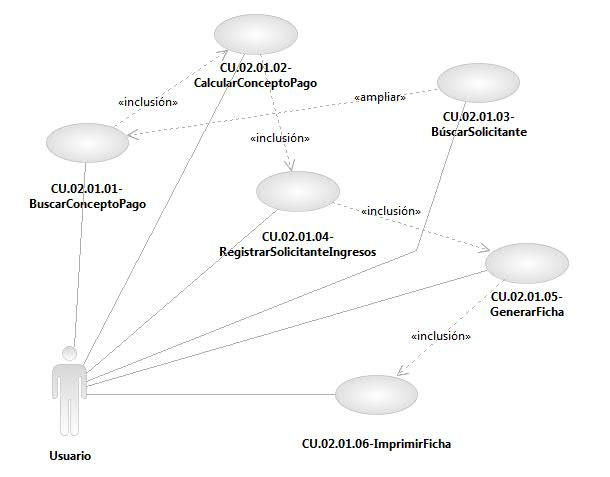 CU.02.01.02-
CalcularConceptoPago
«inclusión»
«ampliar»
CU.02.01.03-
BúscarSolicitante
«inclusión»
CU.02.01.01-
BuscarConceptoPago
«inclusión»
CU.02.01.04-
RegistrarSolicitanteIngresos
CU.02.01.05-
GenerarFicha
«inclusión»
CU.02.01.06-ImprimirFicha
Usuario